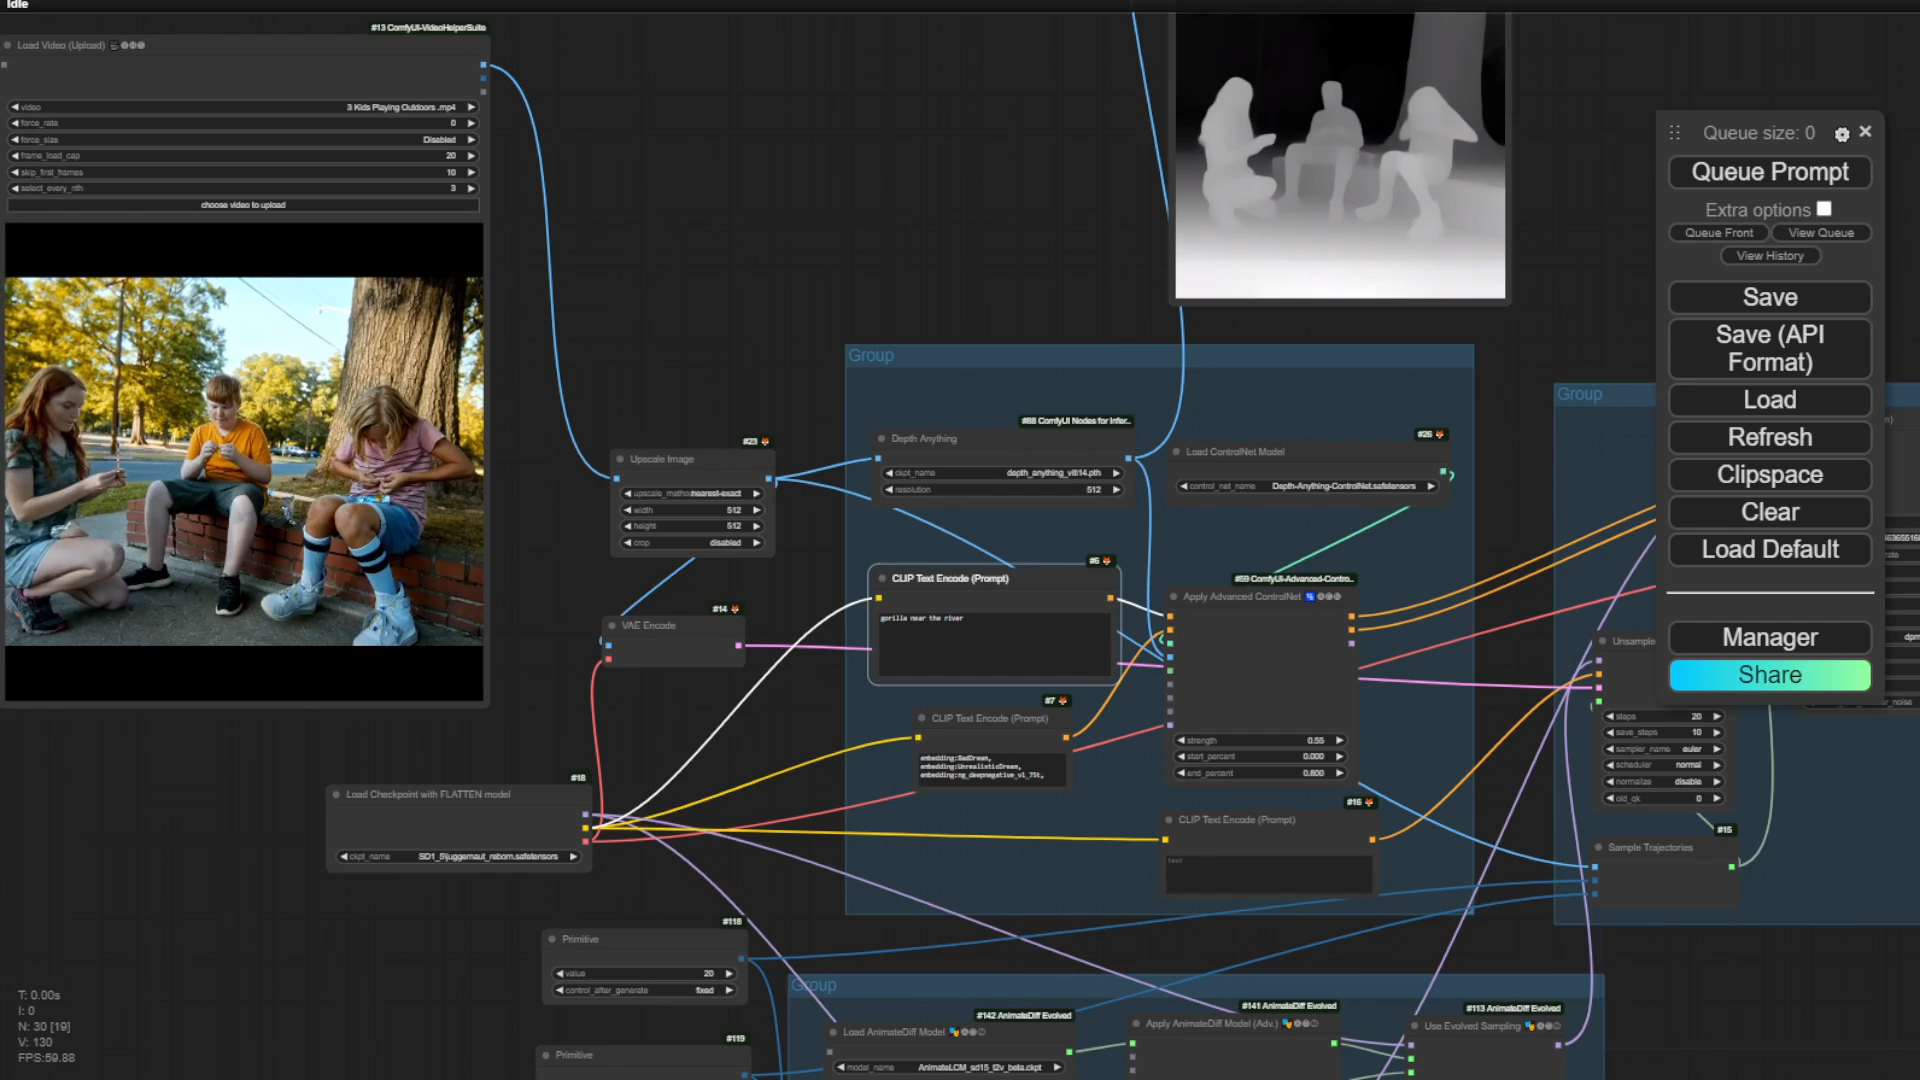 Idle
#13 ComfyUI-VideoHelperSuite
Load Video (Upload)
video 3 Kids Playing Outdoors .mp4
force_rate 0
force_size Disabled
frame_load_cap 20
skip_first_frames 10
select_every_nth 3
choose video to upload
Queue size: 0
Queue Prompt
Extra options
Queue Front View Queue
View History
Save
Save (API
Format)
Load
Refresh
Clipspace
Clear
Load Default
Manager
Share
Group
#88 ComfyUI Nodes for Infer..
Depth Anything
ckpt_name depth_anything_vitl14.pth
resolution 512
#26
Load ControlNet Model
control_net_name Depth-Anything-ControlNet.safetensors
#23
Upscale Image
nearest-exact
width 512
height 512
crop disabled
#14
VAE Encode
#6
CLIP Text Encode (Prompt)
gorilla near the river
#59 ComfyUI-Advanced-Contro..
Apply Advanced ControlNet
strength 0.55
start_percent 0.000
end_percent 0.800
#7
CLIP Text Encode (Prompt)
embedding:BadDream,
embedding:UnrealisticDream,
embedding:ng_deepnegative_v1_75t,
#16
CLIP Text Encode (Prompt)
text
#18
Load Checkpoint with FLATTEN model
ckpt_name SD1_5\juggernaut_reborn.safetensors
Group
Unsample
steps 20
save_steps 10
sampler_name euler
scheduler normal
normalize disable
old_qk 0
#15
Sample Trajectories
#118
Primitive
value 20
control_after_generate fixed
#119
Primitive
Group
#142 AnimateDiff Evolved
Load AnimateDiff Model
model_name AnimateLCM_sd15_t2v_beta.ckpt
#141 AnimateDiff Evolved
Apply AnimateDiff Model (Adv.)
#113 AnimateDiff Evolved
Use Evolved Sampling
T: 0.00s
I: 0
N: 30 [19]
V: 130
FPS:59.88